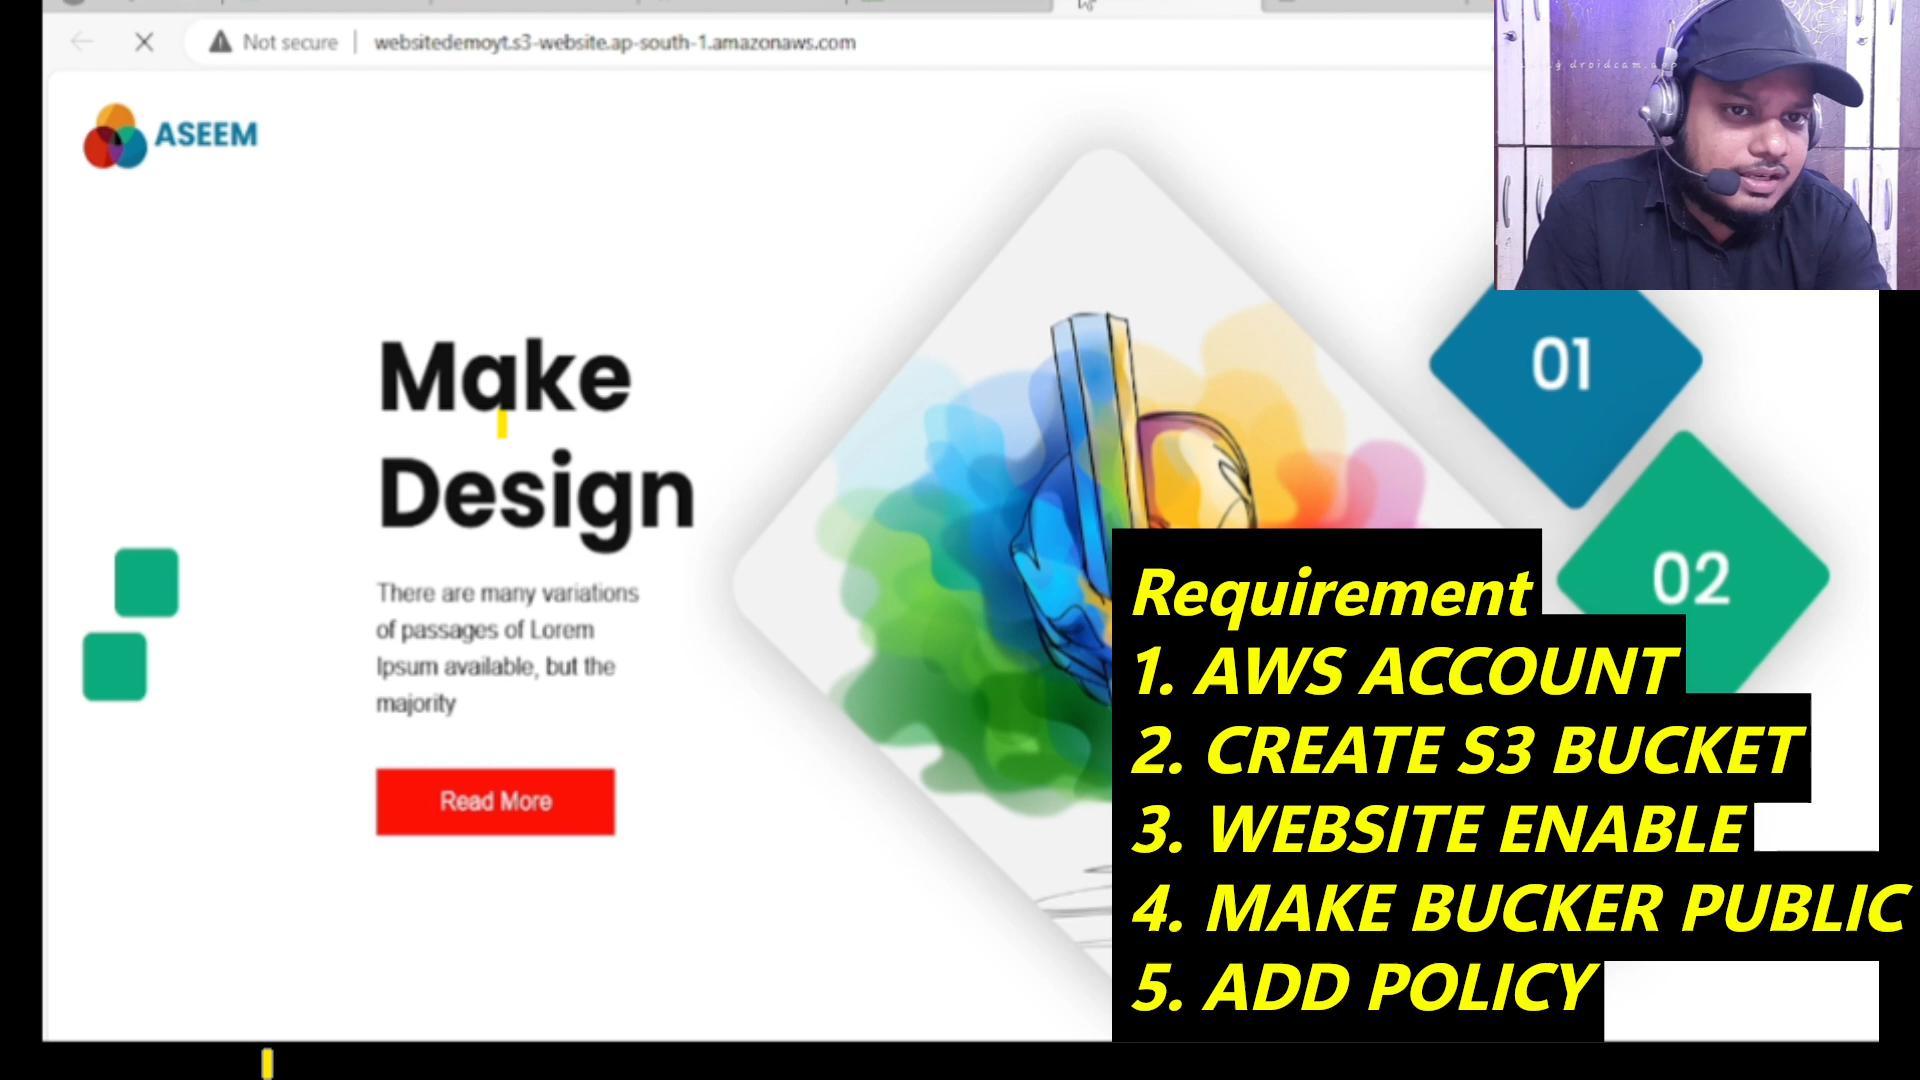 Not secure
websitedemoyt.s3-website.ap-south-1.amazonaws.com
droidcam.app
ASEEM
Make
Design
There are many variations
of passages of Lorem
Ipsum available, but the
majority
Read More
01
02
Requirement
1. AWS ACCOUNT
2. CREATE S3 BUCKET
3. WEBSITE ENABLE
4. MAKE BUCKER PUBLIC
5. ADD POLICY